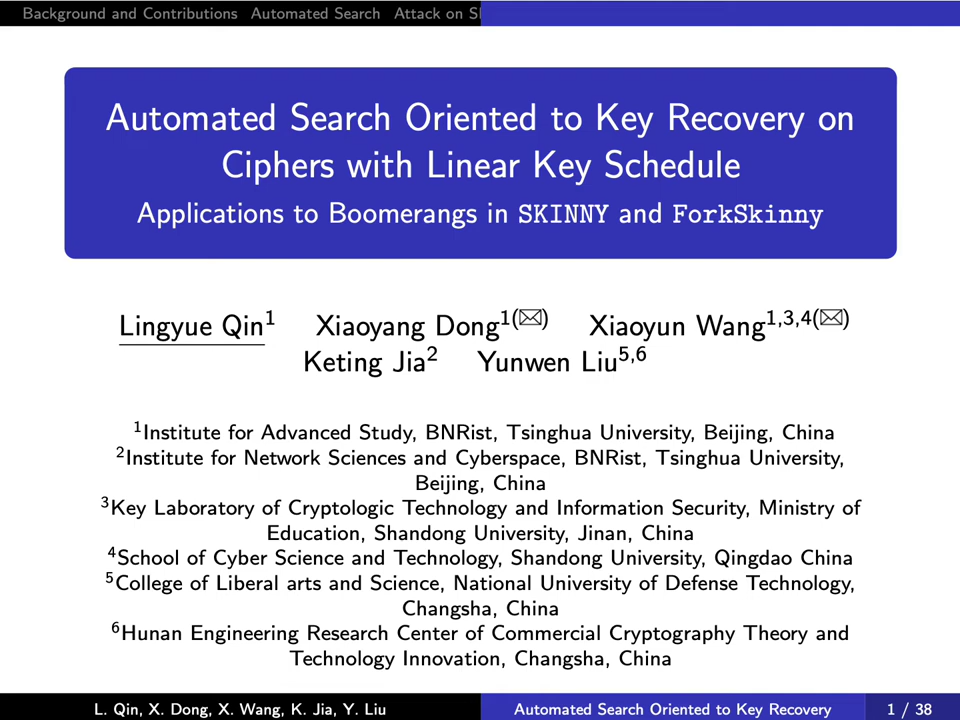 Background and Contributions Automated Search Attack on S
Automated Search Oriented to Key Recovery on
Ciphers with Linear Key Schedule
Applications to Boomerangs in SKINNY and ForkSkinny
Lingyue Qin¹ Xiaoyang Dong¹⁽✉⁾ Xiaoyun Wang¹,³,⁴⁽✉⁾
Keting Jia² Yunwen Liu⁵,⁶
¹Institute for Advanced Study, BNRist, Tsinghua University, Beijing, China
²Institute for Network Sciences and Cyberspace, BNRist, Tsinghua University,
Beijing, China
³Key Laboratory of Cryptologic Technology and Information Security, Ministry of
Education, Shandong University, Jinan, China
⁴School of Cyber Science and Technology, Shandong University, Qingdao China
⁵College of Liberal arts and Science, National University of Defense Technology,
Changsha, China
⁶Hunan Engineering Research Center of Commercial Cryptography Theory and
Technology Innovation, Changsha, China
L. Qin, X. Dong, X. Wang, K. Jia, Y. Liu Automated Search Oriented to Key Recovery 1 / 38